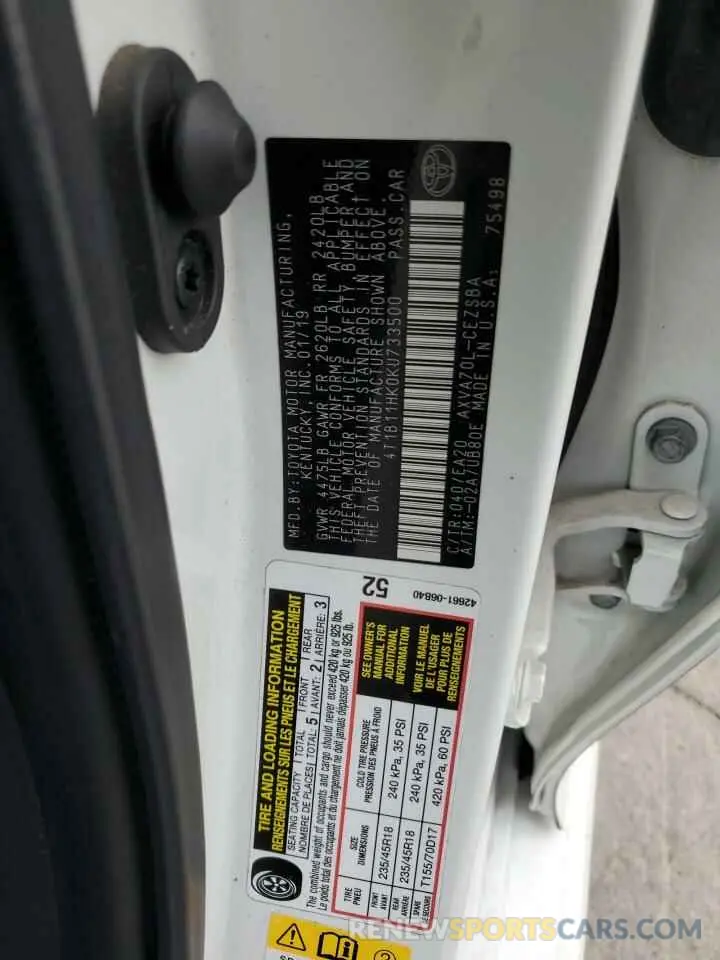 MFD.BY:TOYOTA MOTOR MANUFACTURING,
KENTUCKY, INC. 01/19
GVWR 4475LB GAWR FR 2620LB RR 2420LB
THIS VEHICLE CONFORMS TO ALL APPLICABLE
FEDERAL MOTOR VEHICLE SAFETY, BUMPER AND
THEFT PREVENTION STANDARDS IN EFFECT ON
THE DATE OF MANUFACTURE SHOWN ABOVE.
4T1B11HK0KU733500 PASS.CAR
C/TR:040/EA20 AXVA70L-CEZSBA
A/TM:-02A/UB80E MADE IN U.S.A. 75498
TIRE AND LOADING INFORMATION
RENSEIGNEMENTS SUR LES PNEUS ET LE CHARGEMENT
SEATING CAPACITY TOTAL FRONT REAR
NOMBRE DE PLACES TOTAL: 5 AVANT: 2 ARRIÈRE: 3
The combined weight of occupants and cargo should never exceed 420 kg or 925 lbs.
Le poids total des occupants et du chargement ne doit jamais dépasser 420 kg ou 925 lb.
TIRE PNEU
SIZE DIMENSIONS
COLD TIRE PRESSURE
PRESSION DES PNEUS À FROID
FRONT AVANT 235/45R18 240 kPa, 35 PSI
REAR ARRIÈRE 235/45R18 240 kPa, 35 PSI
SPARE DE SECOURS T155/70D17 420 kPa, 60 PSI
SEE OWNER'S
MANUAL FOR
ADDITIONAL
INFORMATION
VOIR LE MANUEL
DE L'USAGER
POUR PLUS DE
RENSEIGNEMENTS
52
42661-06840
RENEWSPORTSCARS.COM